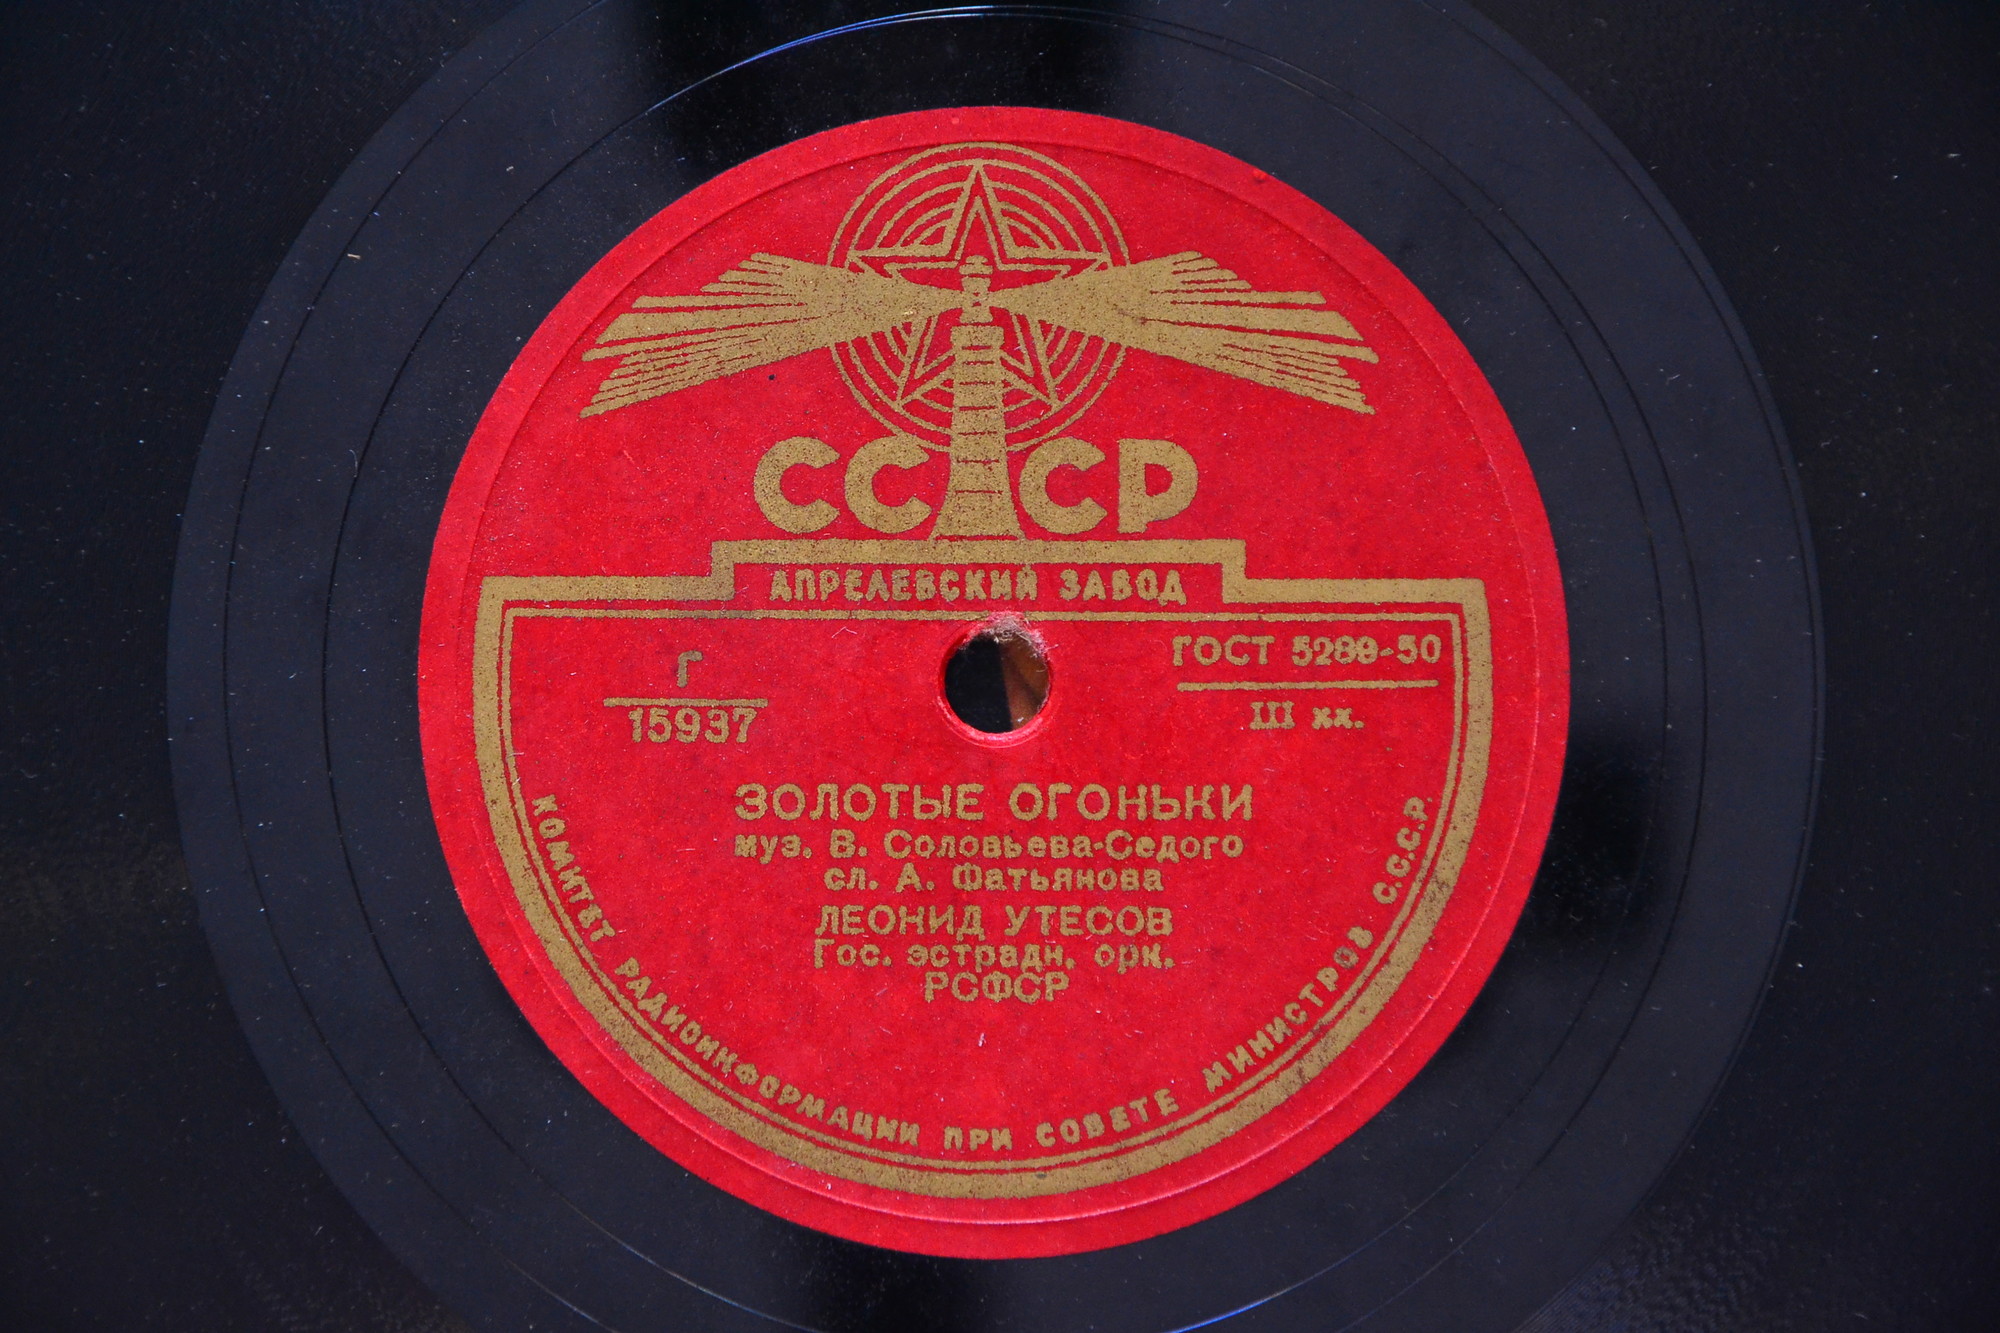 СССР
АПРЕЛЕВСКИЙ ЗАВОД
Г
15937
ГОСТ 5289-50
III кк.
ЗОЛОТЫЕ ОГОНЬКИ
муз. В. Соловьева-Седого
сл. А. Фатьянова
ЛЕОНИД УТЕСОВ
Гос. эстрадн. орк.
РСФСР
КОМИТЕТ РАДИОИНФОРМАЦИИ ПРИ СОВЕТЕ МИНИСТРОВ С.С.С.Р.